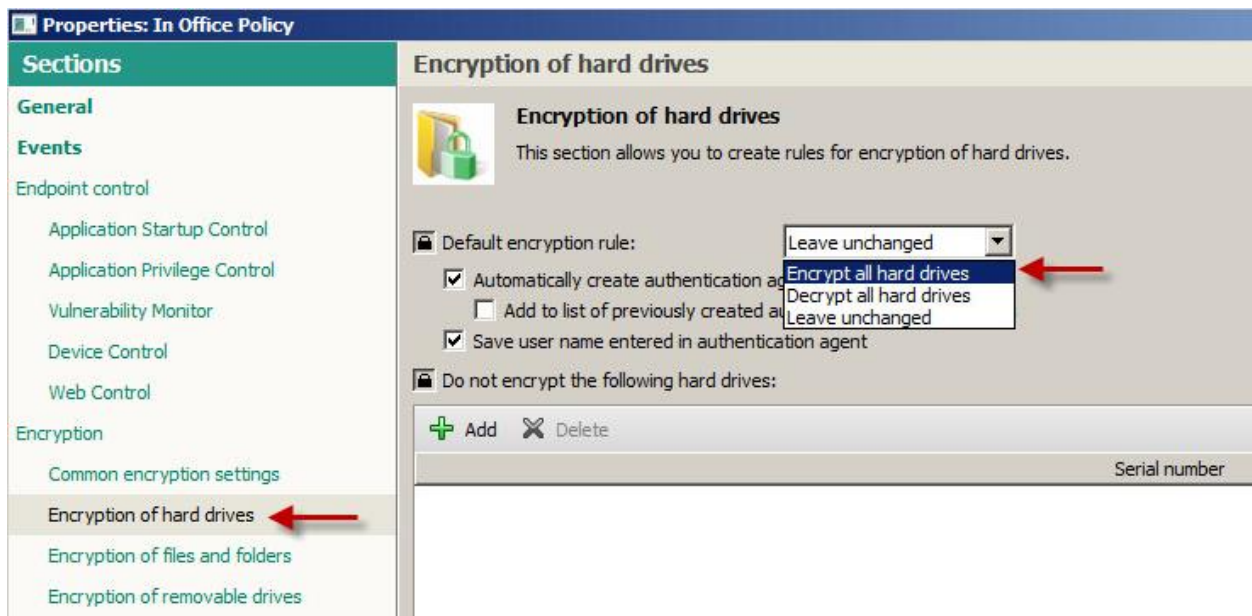 Properties: In Office Policy
Sections
General
Events
Endpoint control
Application Startup Control
Application Privilege Control
Vulnerability Monitor
Device Control
Web Control
Encryption
Common encryption settings
Encryption of hard drives
Encryption of files and folders
Encryption of removable drives
Encryption of hard drives
Encryption of hard drives
This section allows you to create rules for encryption of hard drives.
Default encryption rule:
Leave unchanged
Encrypt all hard drives
Decrypt all hard drives
Leave unchanged
Automatically create authentication
Add to list of previously created
Save user name entered in authentication agent
Do not encrypt the following hard drives:
Add Delete
Serial number